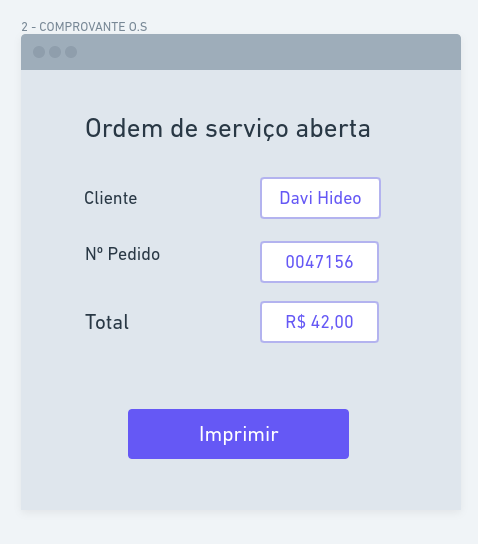 2 - COMPROVANTE O.S
Ordem de serviço aberta
Cliente Davi Hideo
Nº Pedido 0047156
Total R$ 42,00
Imprimir